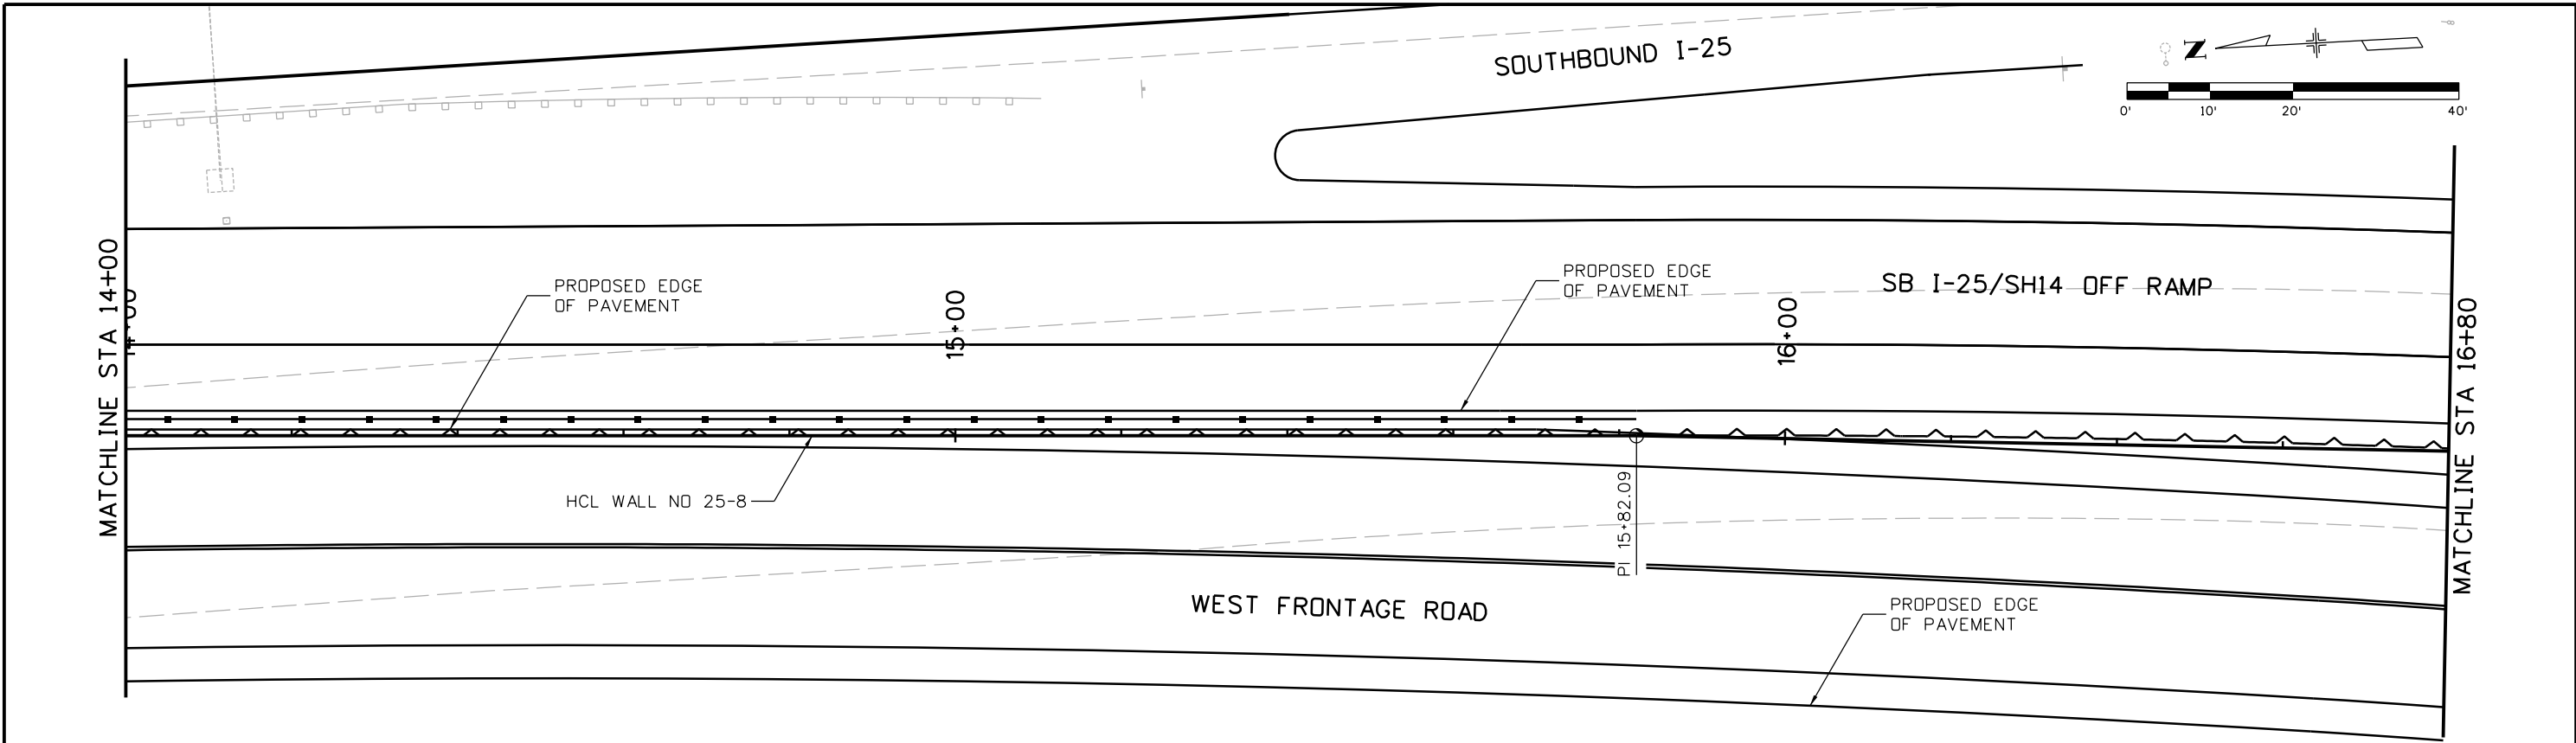 SOUTHBOUND I-25
N
0' 10' 20' 40'
MATCHLINE STA 14+00
PROPOSED EDGE
OF PAVEMENT
15+00
PROPOSED EDGE
OF PAVEMENT
16+00
SB I-25/SH14 OFF RAMP
MATCHLINE STA 16+80
HCL WALL NO 25-8
PI 15+82.09
WEST FRONTAGE ROAD
PROPOSED EDGE
OF PAVEMENT